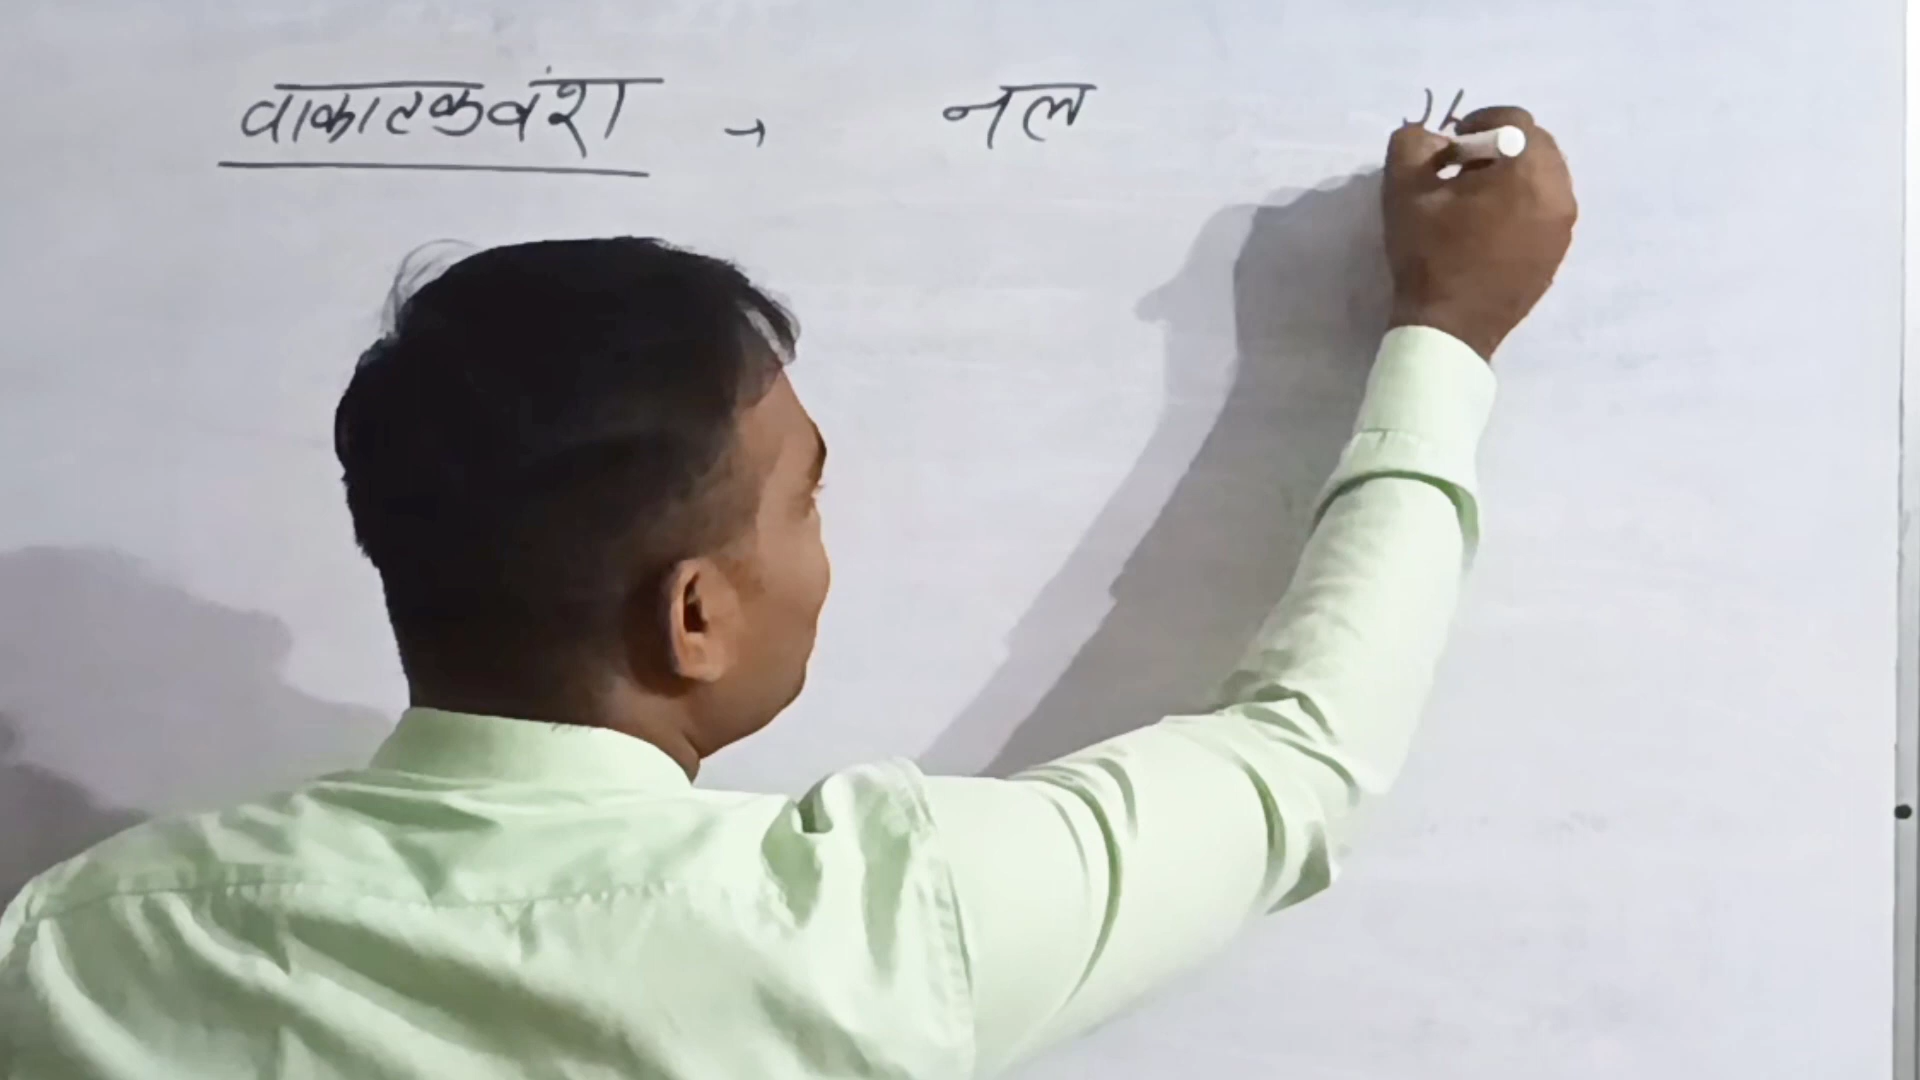 वाकाटकवंश → नल